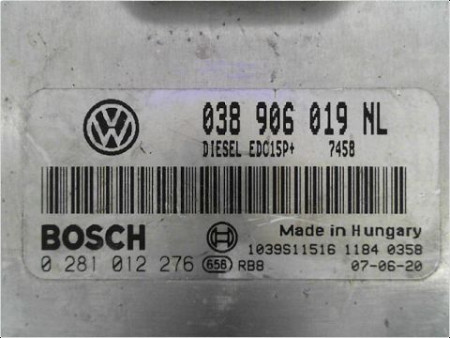 038 906 019 NL
DIESEL EDC15P+ 7458
BOSCH
Made in Hungary
1039S11516 1184 0358
0 281 012 276 658 RBB 07-06-20